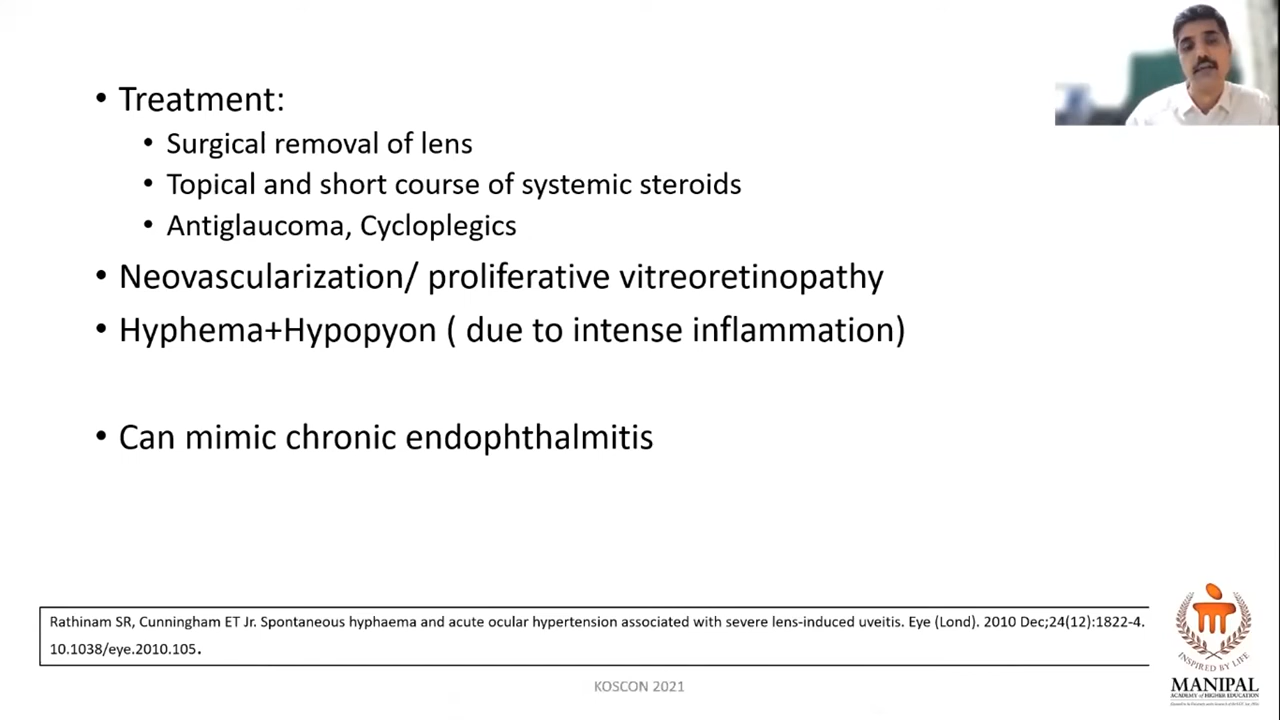 • Treatment:
• Surgical removal of lens
• Topical and short course of systemic steroids
• Antiglaucoma, Cycloplegics
• Neovascularization/ proliferative vitreoretinopathy
• Hyphema+Hypopyon ( due to intense inflammation)
• Can mimic chronic endophthalmitis
Rathinam SR, Cunningham ET Jr. Spontaneous hyphaema and acute ocular hypertension associated with severe lens-induced uveitis. Eye (Lond). 2010 Dec;24(12):1822-4.
10.1038/eye.2010.105.
INSPIRED BY LIFE
MANIPAL
ACADEMY of HIGHER EDUCATION
KOSCON 2021